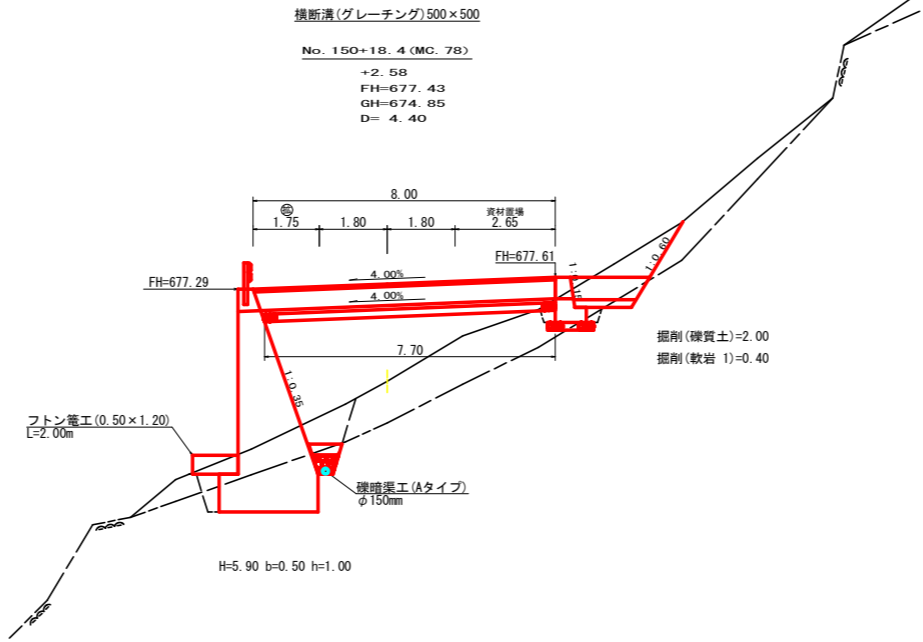 横断溝(グレーチング)500×500
No. 150+18. 4 (MC. 78)
+2. 58
FH=677. 43
GH=674. 85
D= 4. 40
8.00
1.75
1.80
1.80
資材置場
2.65
FH=677.61
FH=677.29
4.00%
4.00%
1:0.60
7.70
1:0.35
掘削(礫質土)=2.00
掘削(軟岩 1)=0.40
フトン篭工(0.50×1.20)
L=2.00m
礫暗渠工(Aタイプ)
φ150mm
H=5.90 b=0.50 h=1.00